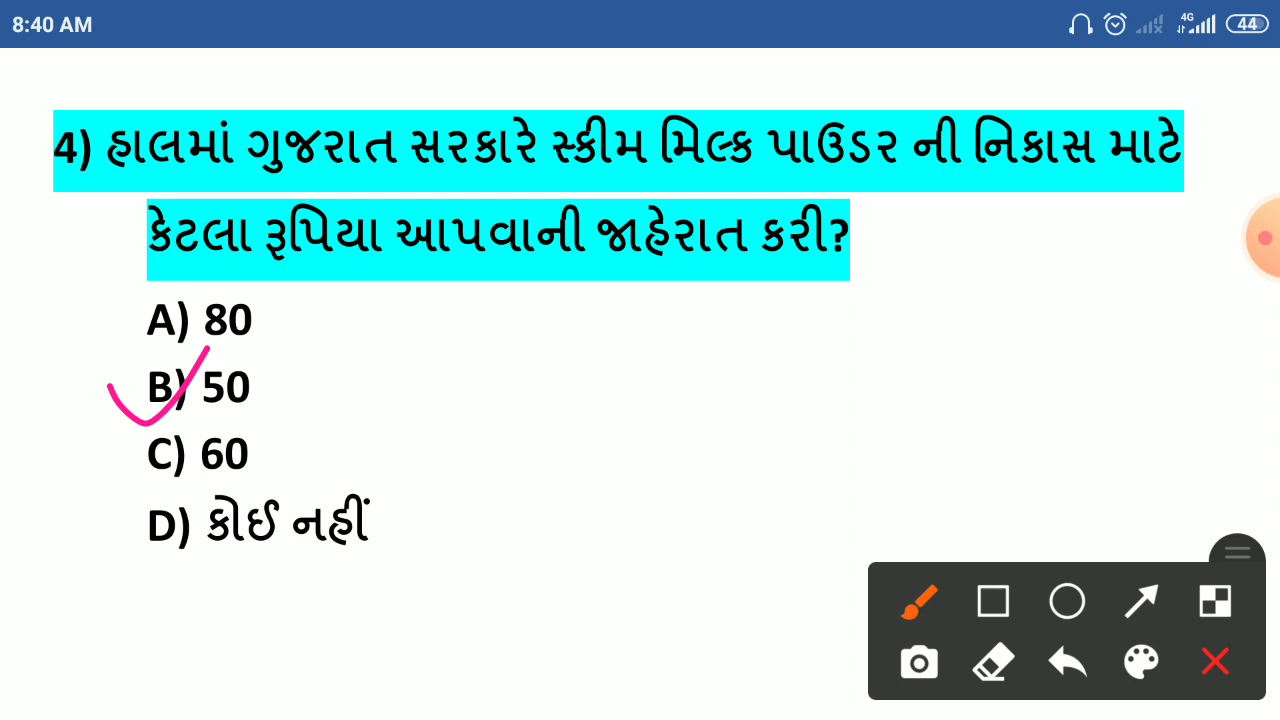 8:40 AM
4G
44
4) હાલમાં ગુજરાત સરકારે સ્કીમ મિલ્ક પાઉડર ની નિકાસ માટે
કેટલા રૂપિયા આપવાની જાહેરાત કરી?
A) 80
B) 50
C) 60
D) કોઈ નહીં